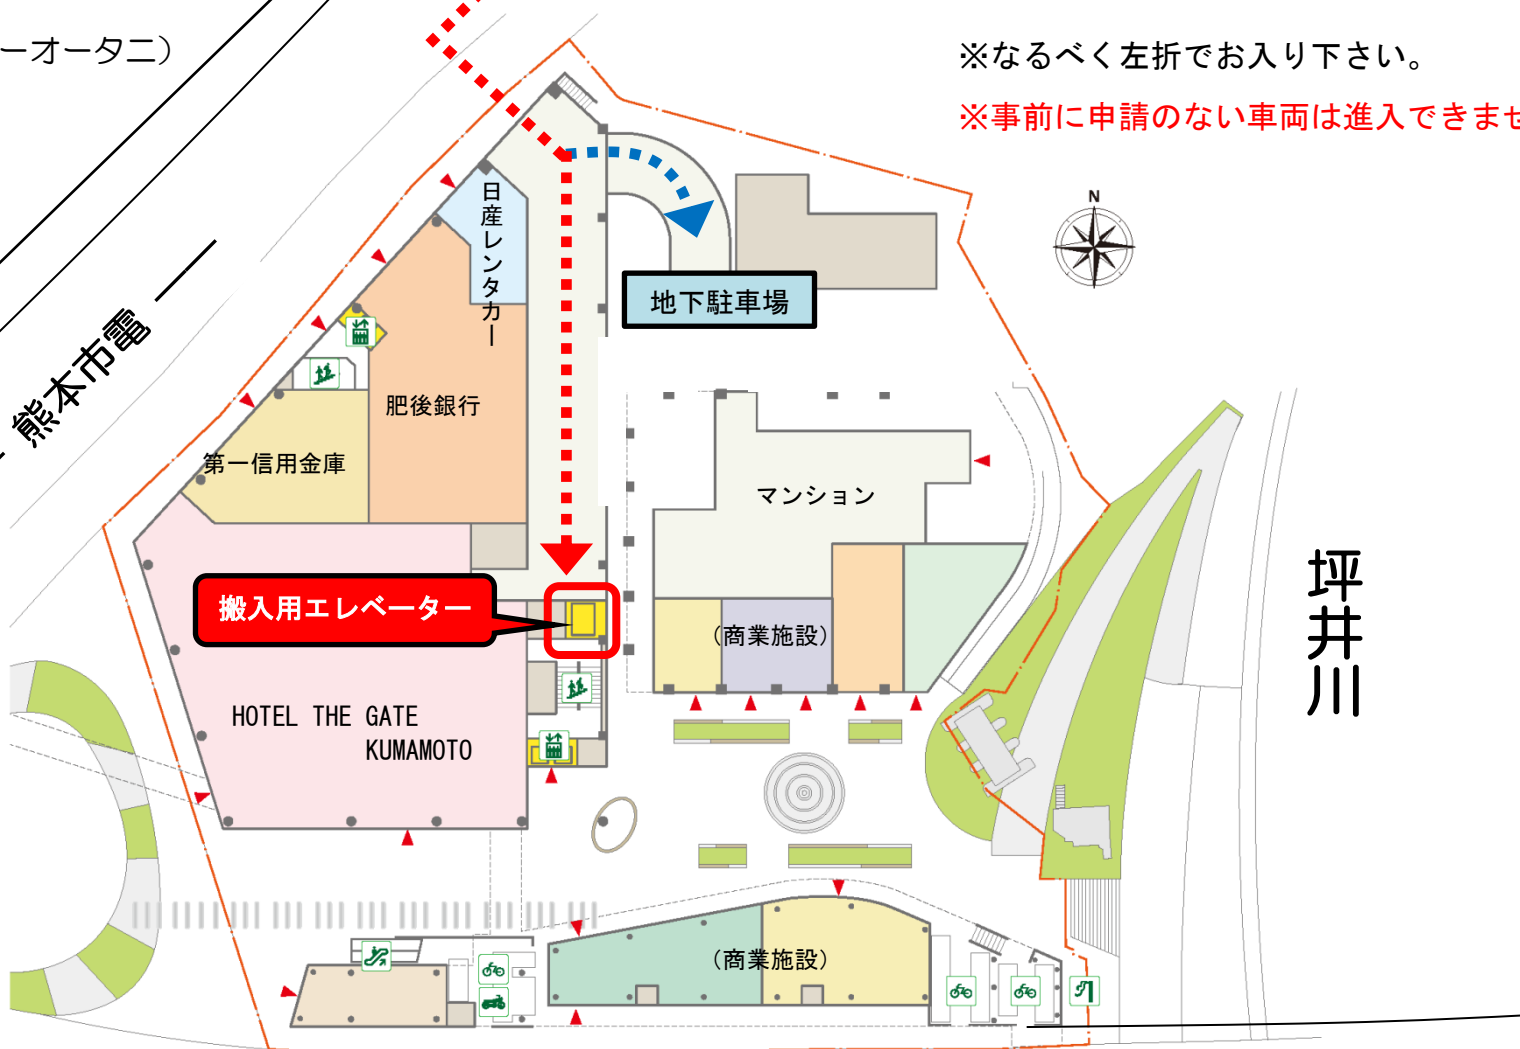 ーオータニ）
※なるべく左折でお入り下さい。
※事前に申請のない車両は進入できませ
N
日産レンタカー
地下駐車場
熊本市電
肥後銀行
第一信用金庫
マンション
搬入用エレベーター
（商業施設）
坪井川
HOTEL THE GATE
KUMAMOTO
（商業施設）